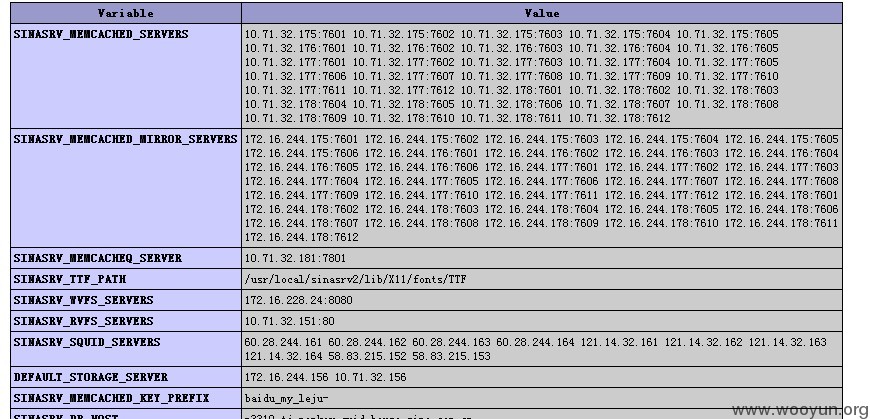 Variable Value
SINASRV_MEMCACHED_SERVERS 10.71.32.175:7601 10.71.32.175:7602 10.71.32.175:7603 10.71.32.175:7604 10.71.32.175:7605
10.71.32.176:7601 10.71.32.176:7602 10.71.32.176:7603 10.71.32.176:7604 10.71.32.176:7605
10.71.32.177:7601 10.71.32.177:7602 10.71.32.177:7603 10.71.32.177:7604 10.71.32.177:7605
10.71.32.177:7606 10.71.32.177:7607 10.71.32.177:7608 10.71.32.177:7609 10.71.32.177:7610
10.71.32.177:7611 10.71.32.177:7612 10.71.32.178:7601 10.71.32.178:7602 10.71.32.178:7603
10.71.32.178:7604 10.71.32.178:7605 10.71.32.178:7606 10.71.32.178:7607 10.71.32.178:7608
10.71.32.178:7609 10.71.32.178:7610 10.71.32.178:7611 10.71.32.178:7612
SINASRV_MEMCACHED_MIRROR_SERVERS 172.16.244.175:7601 172.16.244.175:7602 172.16.244.175:7603 172.16.244.175:7604 172.16.244.175:7605
172.16.244.175:7606 172.16.244.176:7601 172.16.244.176:7602 172.16.244.176:7603 172.16.244.176:7604
172.16.244.176:7605 172.16.244.176:7606 172.16.244.177:7601 172.16.244.177:7602 172.16.244.177:7603
172.16.244.177:7604 172.16.244.177:7605 172.16.244.177:7606 172.16.244.177:7607 172.16.244.177:7608
172.16.244.177:7609 172.16.244.177:7610 172.16.244.177:7611 172.16.244.177:7612 172.16.244.178:7601
172.16.244.178:7602 172.16.244.178:7603 172.16.244.178:7604 172.16.244.178:7605 172.16.244.178:7606
172.16.244.178:7607 172.16.244.178:7608 172.16.244.178:7609 172.16.244.178:7610 172.16.244.178:7611
172.16.244.178:7612
SINASRV_MEMCACHEQ_SERVER 10.71.32.181:7801
SINASRV_TTF_PATH /usr/local/sinasrv2/lib/X11/fonts/TTF
SINASRV_WVFS_SERVERS 172.16.228.24:8080
SINASRV_RVFS_SERVERS 10.71.32.151:80
SINASRV_SQUID_SERVERS 60.28.244.161 60.28.244.162 60.28.244.163 60.28.244.164 121.14.32.161 121.14.32.162 121.14.32.163
121.14.32.164 58.83.215.152 58.83.215.153
DEFAULT_STORAGE_SERVER 172.16.244.156 10.71.32.156
SINASRV_MEMCACHED_KEY_PREFIX baidu_my_leju-
www.wooyun.org